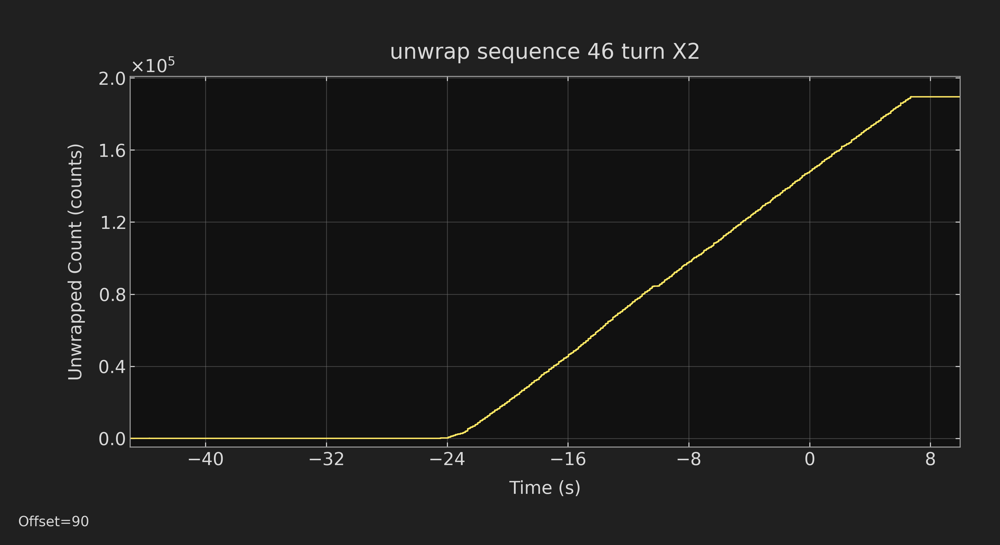 unwrap sequence 46 turn X2
×10⁵
2.0
1.6
1.2
0.8
0.4
0.0
Unwrapped Count (counts)
−40 −32 −24 −16 −8 0 8
Time (s)
Offset=90